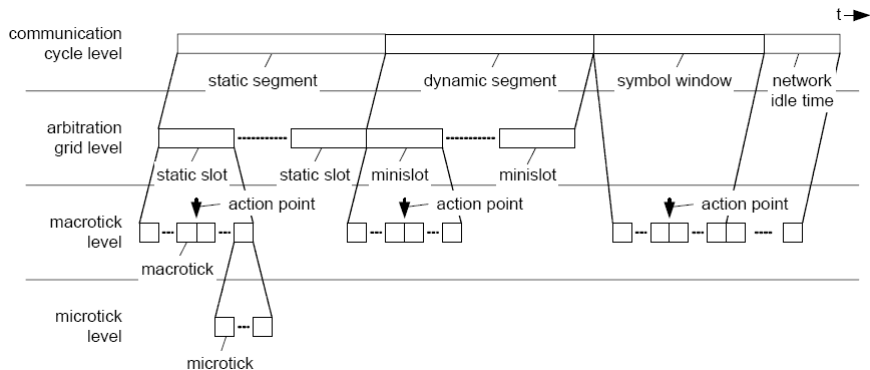 t
communication
cycle level
static segment
dynamic segment
symbol window
network
idle time
arbitration
grid level
static slot
static slot
minislot
minislot
action point
action point
action point
macrotick
level
macrotick
microtick
level
microtick